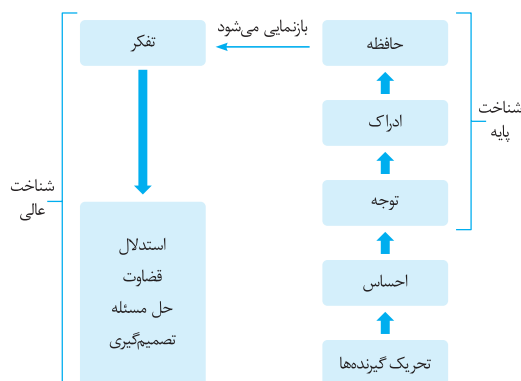 شناخت
پایه
حافظه
ادراک
توجه
احساس
تحریک گیرنده‌ها
بازنمایی می‌شود
تفکر
استدلال
قضاوت
حل مسئله
تصمیم‌گیری
شناخت
عالی